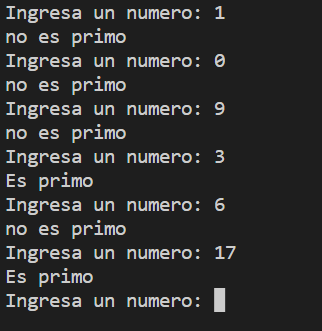 Ingresa un numero: 1
no es primo
Ingresa un numero: 0
no es primo
Ingresa un numero: 9
no es primo
Ingresa un numero: 3
Es primo
Ingresa un numero: 6
no es primo
Ingresa un numero: 17
Es primo
Ingresa un numero: